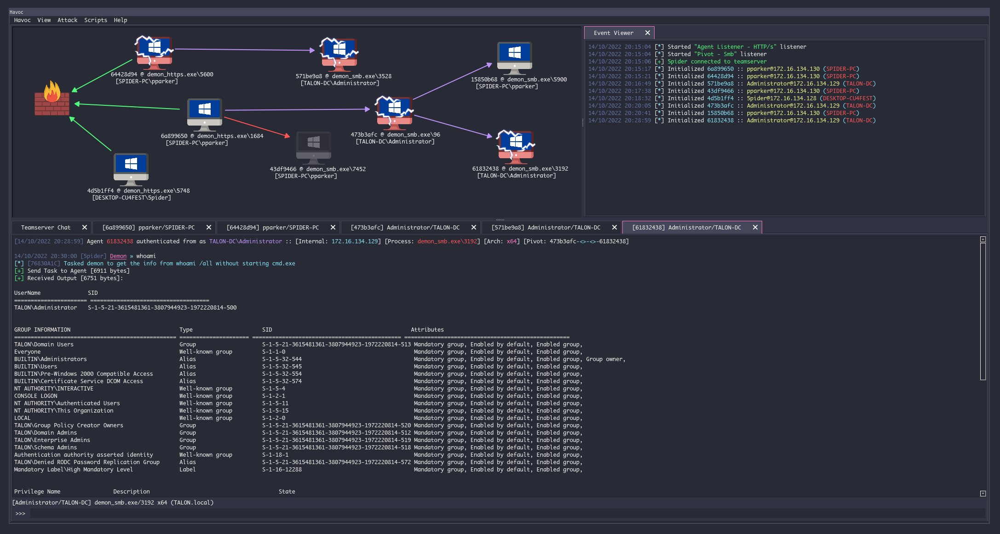 Havoc
Havoc View Attack Scripts Help
64428d94 @ demon_https.exe\5600
[SPIDER-PC\pparker]
571be9a8 @ demon_smb.exe\3528
[TALON-DC\Administrator]
15850b68 @ demon_smb.exe\5900
[SPIDER-PC\pparker]
6a899650 @ demon_https.exe\1684
[SPIDER-PC\pparker]
473b3afc @ demon_smb.exe\96
[TALON-DC\Administrator]
43df9466 @ demon_smb.exe\7452
[SPIDER-PC\pparker]
61832438 @ demon_smb.exe\3192
[TALON-DC\Administrator]
4d5b1ff4 @ demon_https.exe\5748
[DESKTOP-CU4FEST\5pider]
Event Viewer
14/10/2022 20:15:04 [*] Started "Agent Listener - HTTP/s" listener
14/10/2022 20:15:04 [*] Started "Pivot - Smb" listener
14/10/2022 20:15:06 [+] 5pider connected to teamserver
14/10/2022 20:15:17 [*] Initialized 6a899650 :: pparker@172.16.134.130 (SPIDER-PC)
14/10/2022 20:15:21 [*] Initialized 64428d94 :: pparker@172.16.134.130 (SPIDER-PC)
14/10/2022 20:16:49 [*] Initialized 571be9a8 :: Administrator@172.16.134.129 (TALON-DC)
14/10/2022 20:17:38 [*] Initialized 43df9466 :: pparker@172.16.134.130 (SPIDER-PC)
14/10/2022 20:18:32 [*] Initialized 4d5b1ff4 :: 5pider@172.16.134.128 (DESKTOP-CU4FEST)
14/10/2022 20:20:05 [*] Initialized 473b3afc :: Administrator@172.16.134.129 (TALON-DC)
14/10/2022 20:20:41 [*] Initialized 15850b68 :: pparker@172.16.134.130 (SPIDER-PC)
14/10/2022 20:28:59 [*] Initialized 61832438 :: Administrator@172.16.134.129 (TALON-DC)
Teamserver Chat [6a899650] pparker/SPIDER-PC [64428d94] pparker/SPIDER-PC [473b3afc] Administrator/TALON-DC [571be9a8] Administrator/TALON-DC [61832438] Administrator/TALON-DC
[14/10/2022 20:28:59] Agent 61832438 authenticated from as TALON-DC\Administrator :: [Internal: 172.16.134.129] [Process: demon_smb.exe\3192] [Arch: x64] [Pivot: 473b3afc-<>-<>-61832438]
14/10/2022 20:30:00 [5pider] Demon » whoami
[*] [76830A1C] Tasked demon to get the info from whoami /all without starting cmd.exe
[+] Send Task to Agent [6911 bytes]
[+] Received Output [6751 bytes]:
UserName SID
====================== ====================================
TALON\Administrator S-1-5-21-3615481361-3807944923-1972220814-500
GROUP INFORMATION Type SID Attributes
================================================= ===================== ============================================= ==================================================
TALON\Domain Users Group S-1-5-21-3615481361-3807944923-1972220814-513 Mandatory group, Enabled by default, Enabled group,
Everyone Well-known group S-1-1-0 Mandatory group, Enabled by default, Enabled group,
BUILTIN\Administrators Alias S-1-5-32-544 Mandatory group, Enabled by default, Enabled group, Group owner,
BUILTIN\Users Alias S-1-5-32-545 Mandatory group, Enabled by default, Enabled group,
BUILTIN\Pre-Windows 2000 Compatible Access Alias S-1-5-32-554 Mandatory group, Enabled by default, Enabled group,
BUILTIN\Certificate Service DCOM Access Alias S-1-5-32-574 Mandatory group, Enabled by default, Enabled group,
NT AUTHORITY\INTERACTIVE Well-known group S-1-5-4 Mandatory group, Enabled by default, Enabled group,
CONSOLE LOGON Well-known group S-1-2-1 Mandatory group, Enabled by default, Enabled group,
NT AUTHORITY\Authenticated Users Well-known group S-1-5-11 Mandatory group, Enabled by default, Enabled group,
NT AUTHORITY\This Organization Well-known group S-1-5-15 Mandatory group, Enabled by default, Enabled group,
LOCAL Well-known group S-1-2-0 Mandatory group, Enabled by default, Enabled group,
TALON\Group Policy Creator Owners Group S-1-5-21-3615481361-3807944923-1972220814-520 Mandatory group, Enabled by default, Enabled group,
TALON\Domain Admins Group S-1-5-21-3615481361-3807944923-1972220814-512 Mandatory group, Enabled by default, Enabled group,
TALON\Enterprise Admins Group S-1-5-21-3615481361-3807944923-1972220814-519 Mandatory group, Enabled by default, Enabled group,
TALON\Schema Admins Group S-1-5-21-3615481361-3807944923-1972220814-518 Mandatory group, Enabled by default, Enabled group,
Authentication authority asserted identity Well-known group S-1-18-1 Mandatory group, Enabled by default, Enabled group,
TALON\Denied RODC Password Replication Group Alias S-1-5-21-3615481361-3807944923-1972220814-572 Mandatory group, Enabled by default, Enabled group,
Mandatory Label\High Mandatory Level Label S-1-16-12288 Mandatory group, Enabled by default, Enabled group,
Privilege Name Description State
[Administrator/TALON-DC] demon_smb.exe/3192 x64 (TALON.local)
>>>